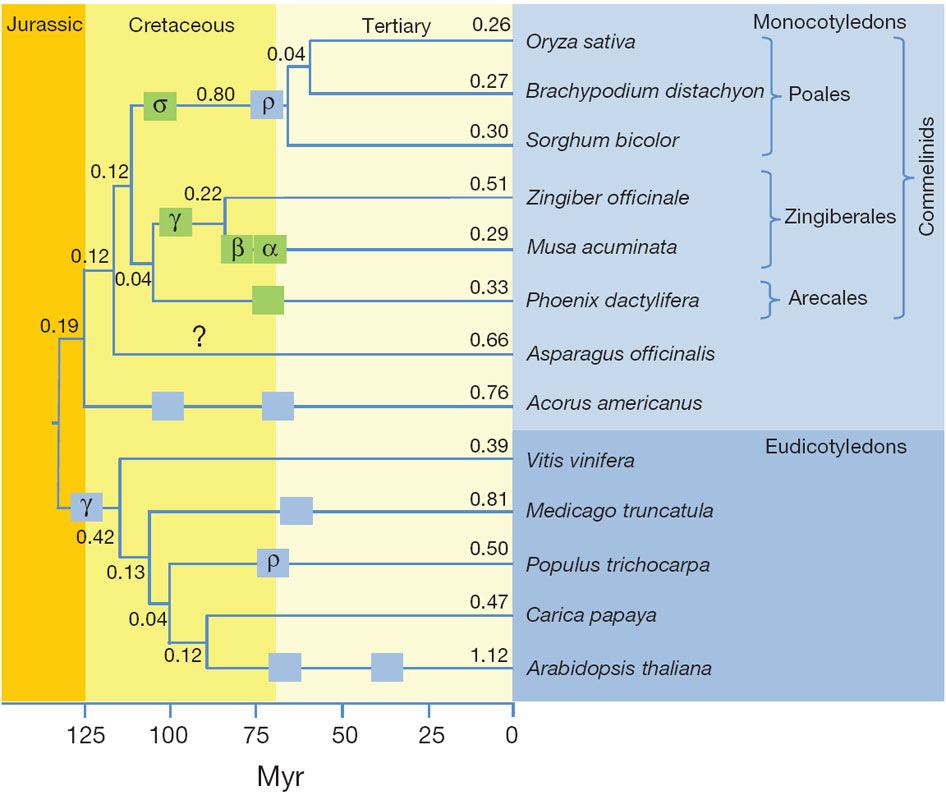 Jurassic
Cretaceous
Tertiary
0.26
Monocotyledons
Oryza sativa
0.04
0.27
Brachypodium distachyon
Poales
σ
0.80
ρ
0.30
Sorghum bicolor
Commelinids
0.12
0.22
0.51
Zingiber officinale
γ
Zingiberales
β
α
0.29
Musa acuminata
0.12
0.04
0.33
Phoenix dactylifera
Arecales
0.19
?
0.66
Asparagus officinalis
0.76
Acorus americanus
0.39
Eudicotyledons
Vitis vinifera
γ
0.81
Medicago truncatula
0.42
0.50
ρ
Populus trichocarpa
0.13
0.47
Carica papaya
0.04
0.12
1.12
Arabidopsis thaliana
125 100 75 50 25 0
Myr